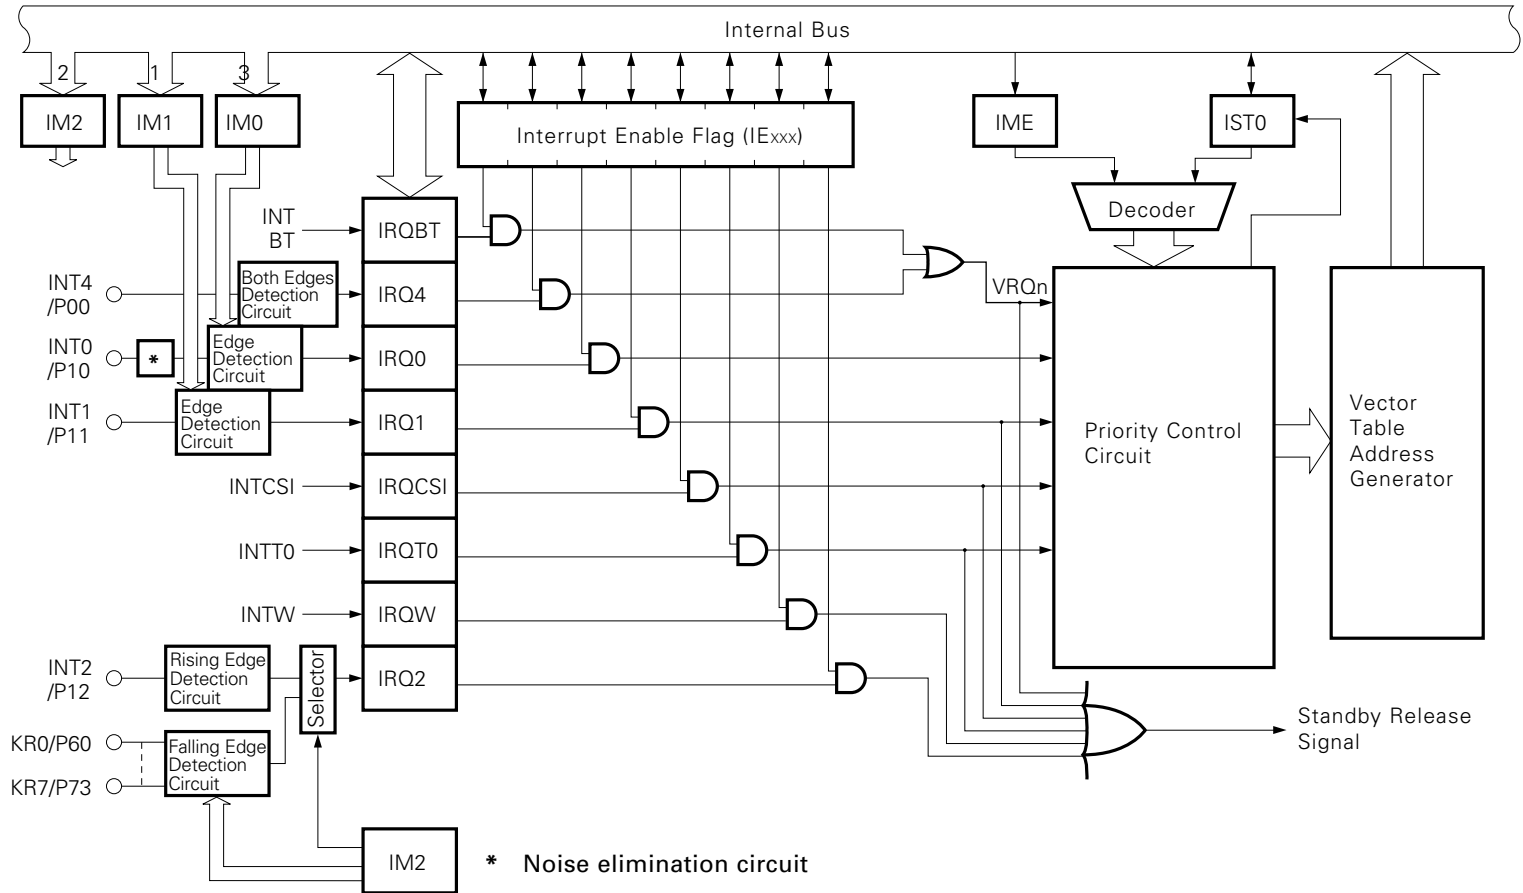 Internal Bus
2
1
3
IM2
IM1
IM0
Interrupt Enable Flag (IExxx)
IME
IST0
Decoder
INT
BT
IRQBT
INT4
/P00
Both Edges
Detection
Circuit
IRQ4
VRQn
INT0
/P10
*
Edge
Detection
Circuit
IRQ0
INT1
/P11
Edge
Detection
Circuit
IRQ1
Priority Control
Circuit
Vector
Table
Address
Generator
INTCSI
IRQCSI
INTT0
IRQT0
INTW
IRQW
INT2
/P12
Rising Edge
Detection
Circuit
Selector
IRQ2
KR0/P60
KR7/P73
Falling Edge
Detection
Circuit
Standby Release
Signal
IM2
* Noise elimination circuit